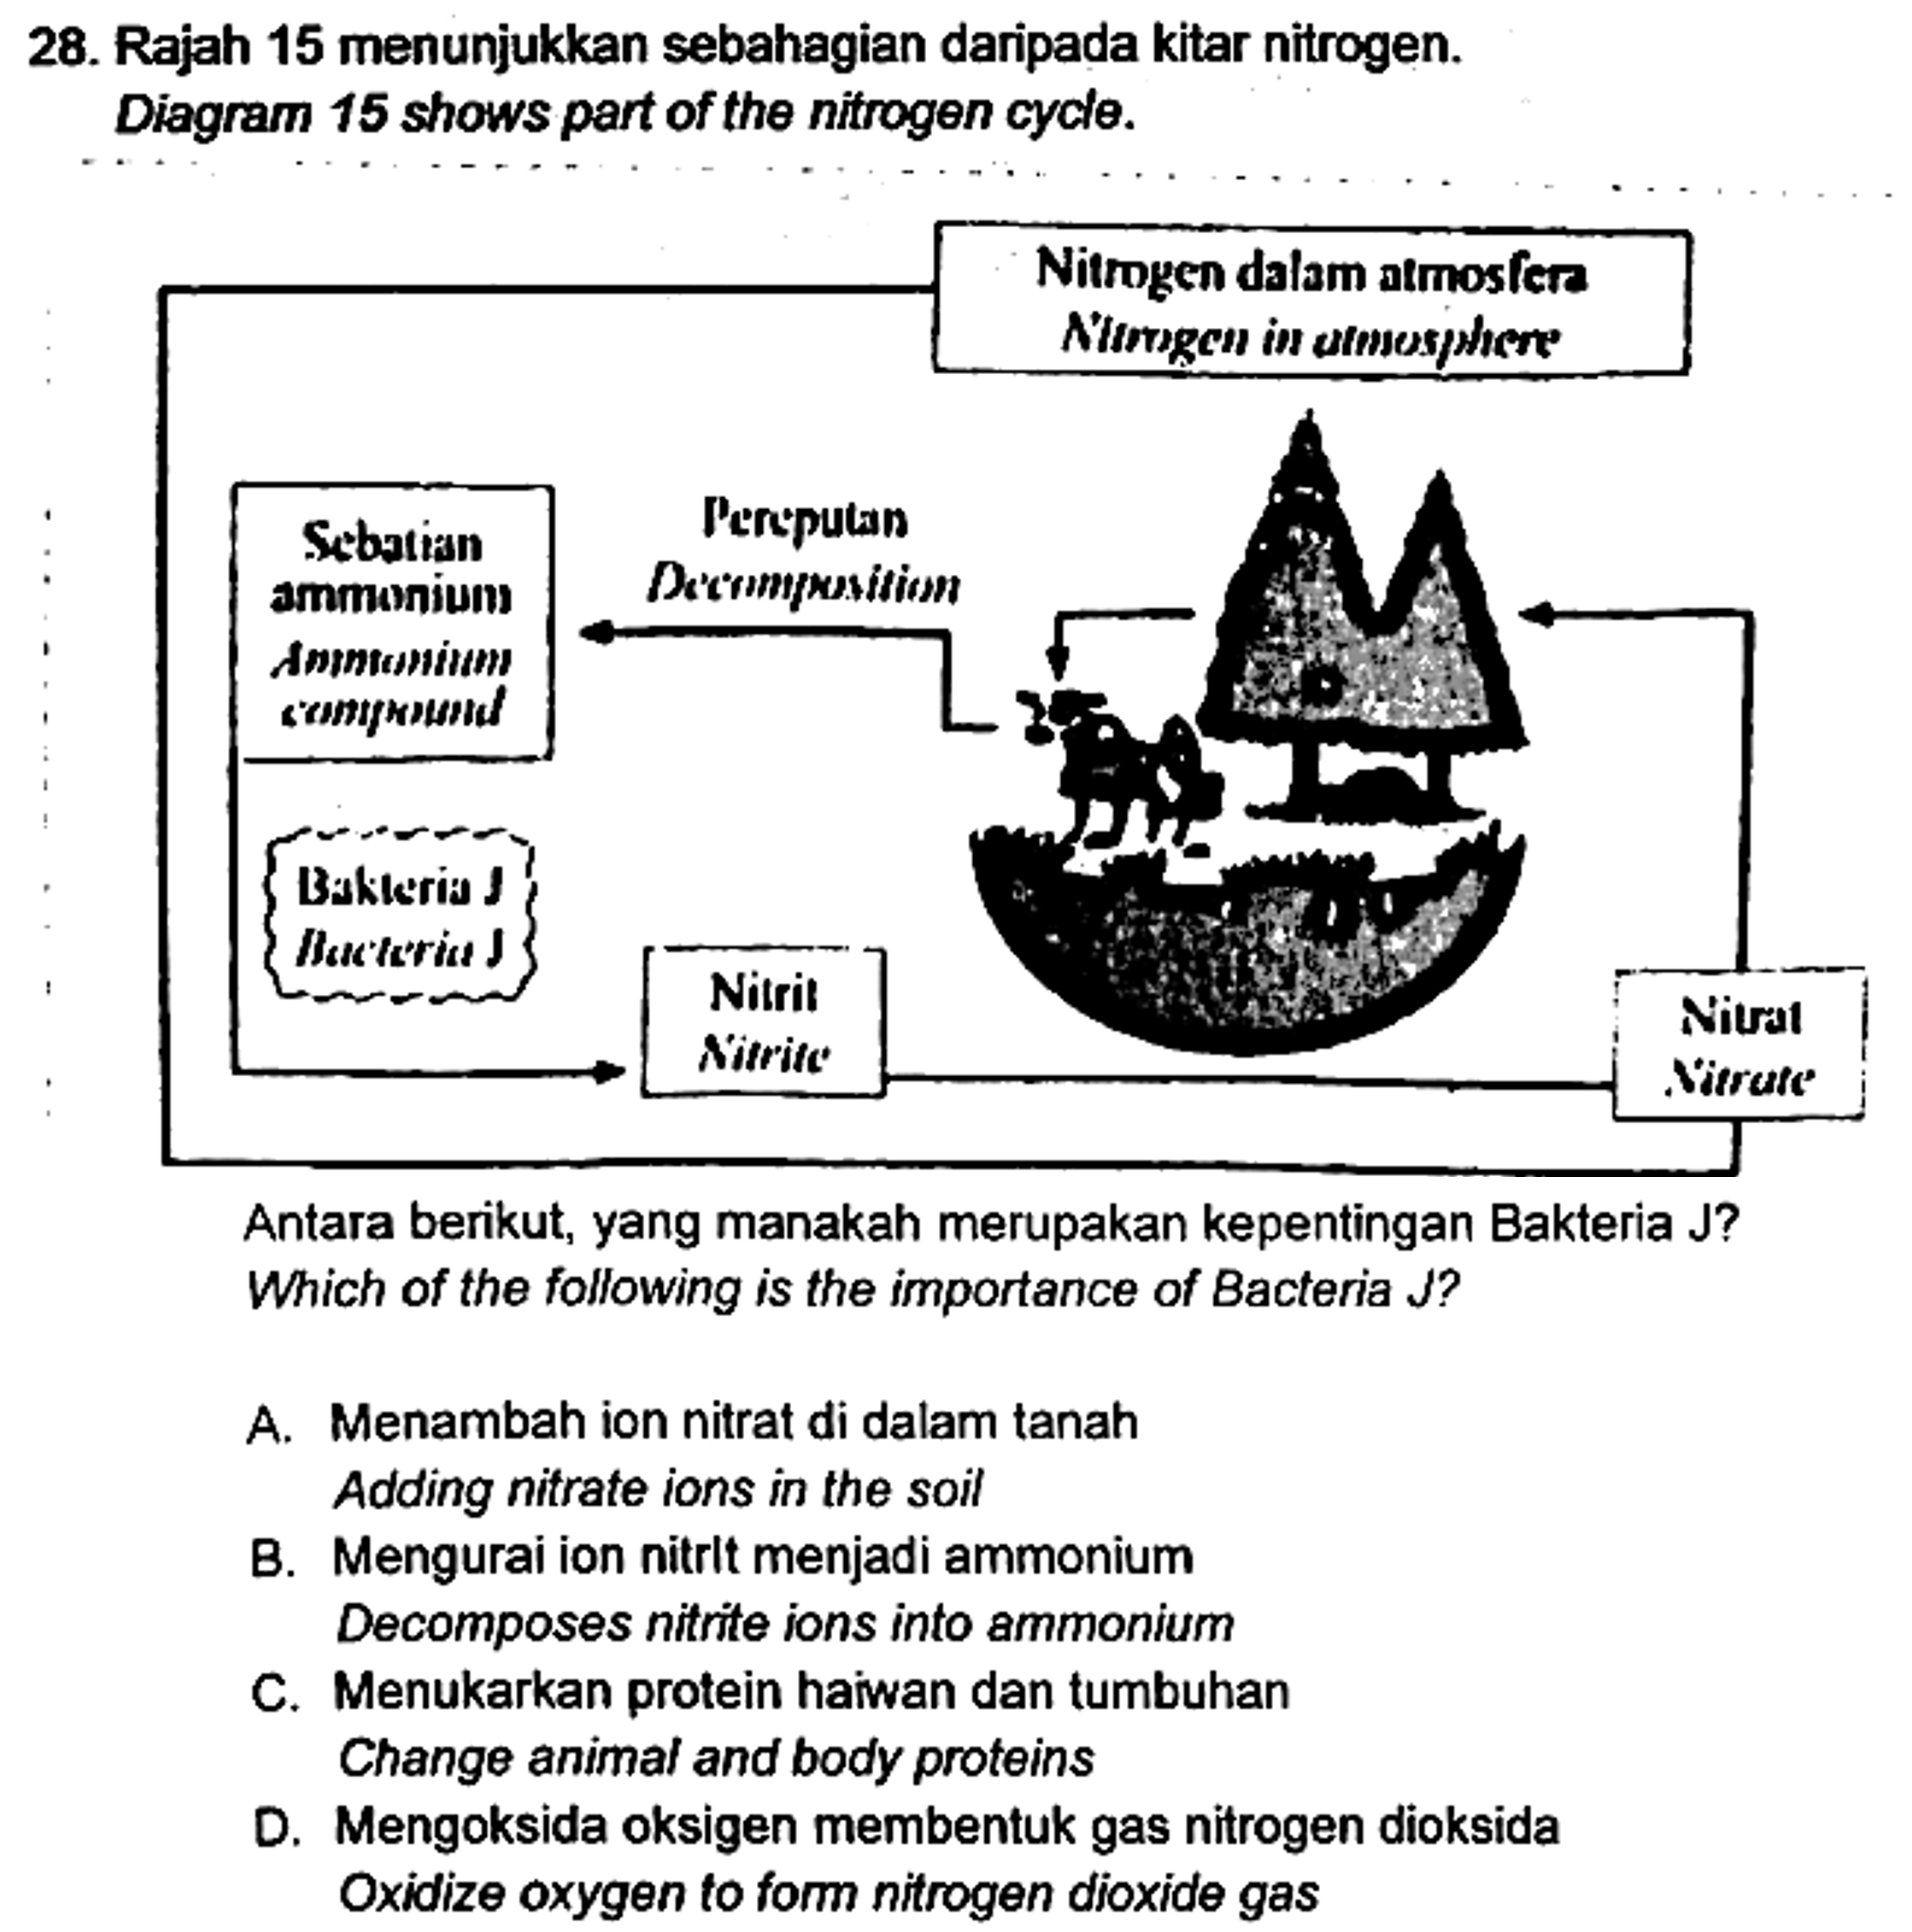 28. Rajah 15 menunjukkan sebahagian daripada kitar nitrogen.
Diagram 15 shows part of the nitrogen cycle.
Nitrogen dalam atmosfera
Nitrogen in atmosphere
Sebatian
ammonium
Ammonium
compound
Pereputan
Decomposition
Bakteria J
Bacteria J
Nitrit
Nitrite
Nitrat
Nitrate
Antara berikut, yang manakah merupakan kepentingan Bakteria J?
Which of the following is the importance of Bacteria J?
A. Menambah ion nitrat di dalam tanah
Adding nitrate ions in the soil
B. Mengurai ion nitrIt menjadi ammonium
Decomposes nitrite ions into ammonium
C. Menukarkan protein haiwan dan tumbuhan
Change animal and body proteins
D. Mengoksida oksigen membentuk gas nitrogen dioksida
Oxidize oxygen to form nitrogen dioxide gas